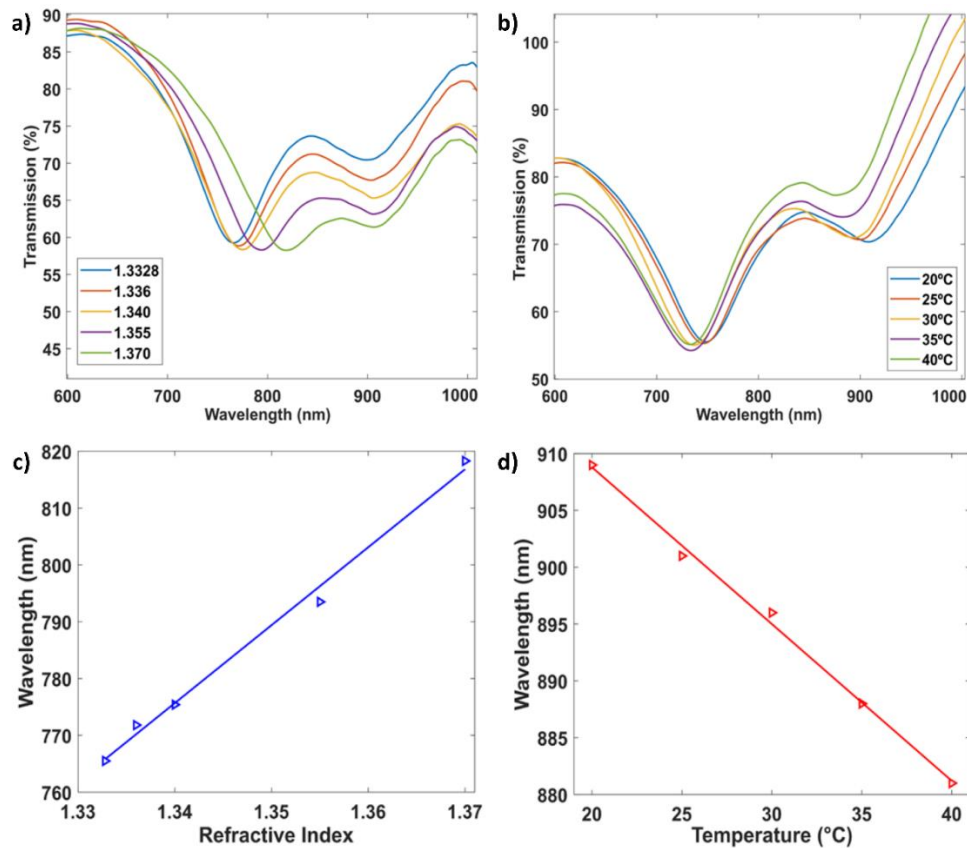 a)
90
85
80
75
70
65
60
55
50
45
Transmission (%)
1.3328
1.336
1.340
1.355
1.370
600 700 800 900 1000
Wavelength (nm)
b)
100
90
80
70
60
50
Transmission (%)
20ºC
25ºC
30ºC
35ºC
40ºC
600 700 800 900 1000
Wavelength (nm)
c)
820
810
800
790
780
770
760
Wavelength (nm)
1.33 1.34 1.35 1.36 1.37
Refractive Index
d)
910
905
900
895
890
885
880
Wavelength (nm)
20 25 30 35 40
Temperature (°C)